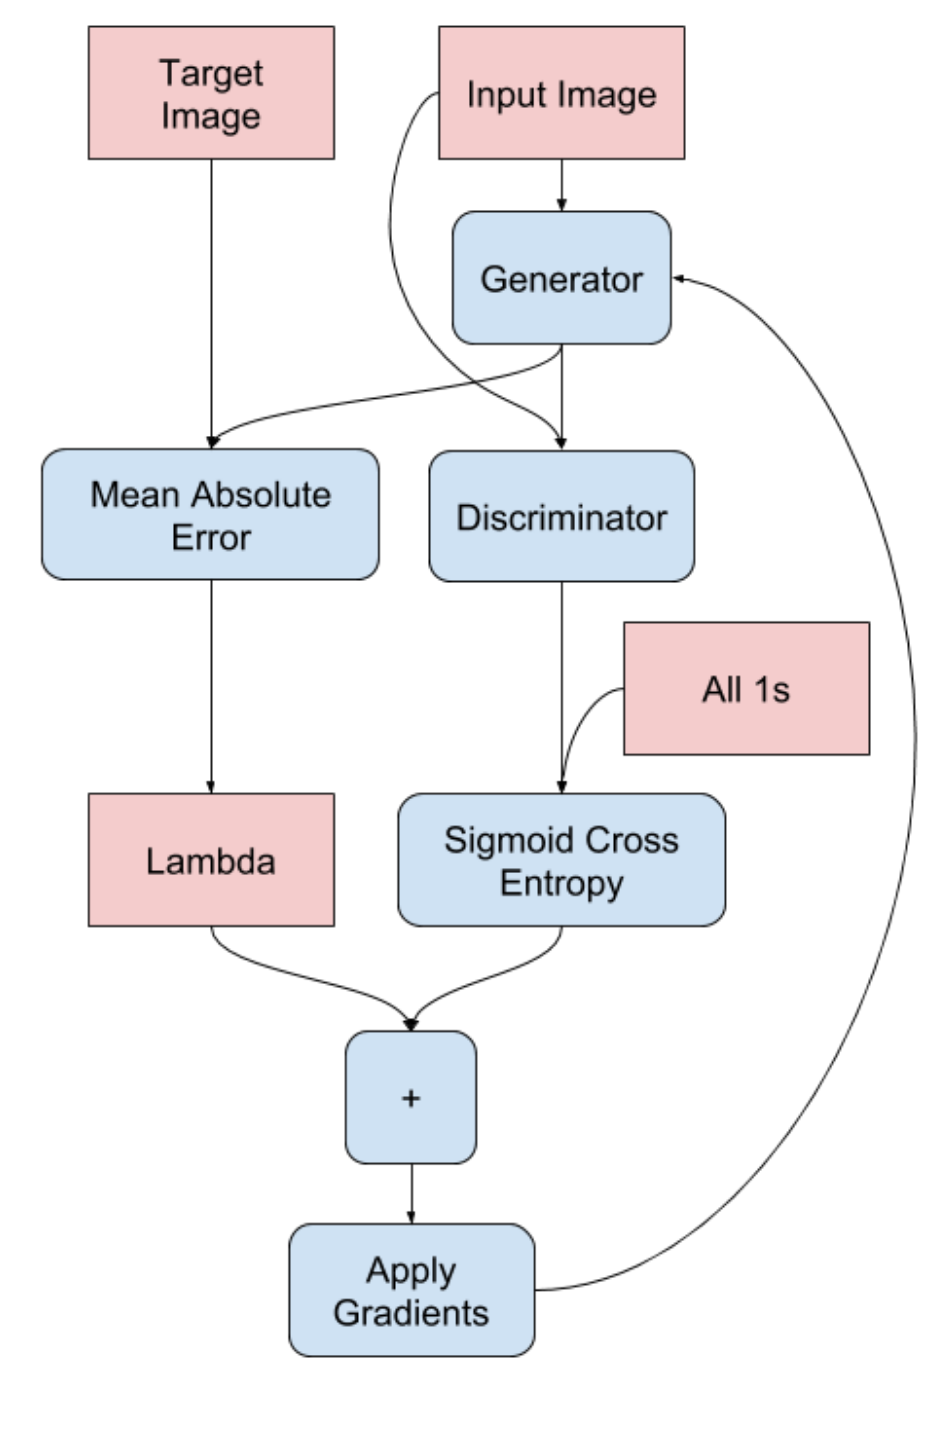 Target
Image
Input Image
Generator
Mean Absolute
Error
Discriminator
All 1s
Lambda
Sigmoid Cross
Entropy
+
Apply
Gradients